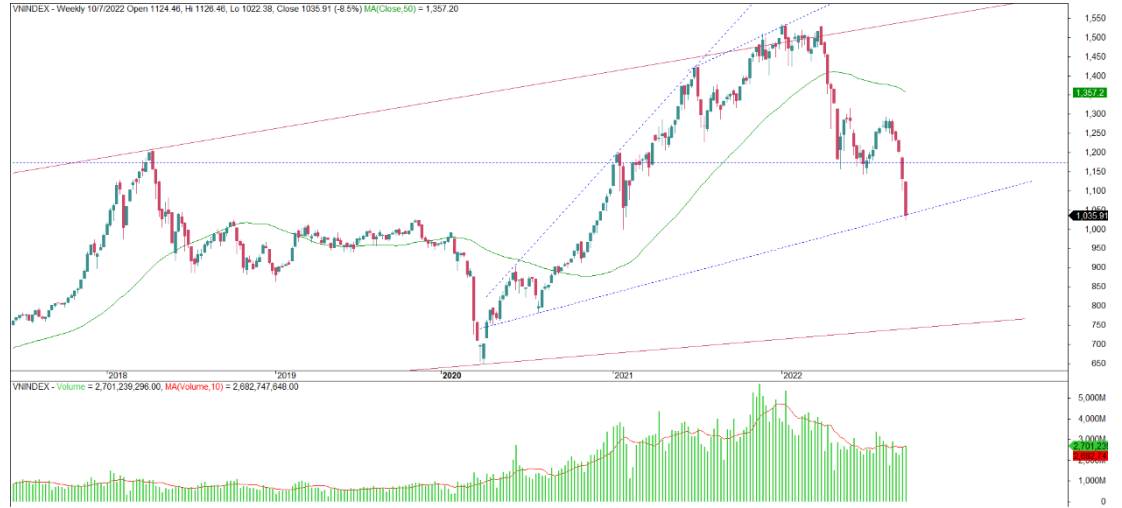 VNINDEX - Weekly 10/7/2022 Open 1124.46, Hi 1126.46, Lo 1022.38, Close 1035.91 (-8.5%) MA(Close,50) = 1,357.20
1,550
1,500
1,450
1,400
1,357.2
1,300
1,250
1,200
1,150
1,100
1,050
1,035.91
1,000
950
900
850
800
750
700
650
2018 2019 2020 2021 2022
VNINDEX - Volume = 2,701,239,296.00, MA(Volume,10) = 2,682,747,648.00
5,000M
4,000M
3,000M
2,701,239
2,682,74
2,000M
1,000M
0